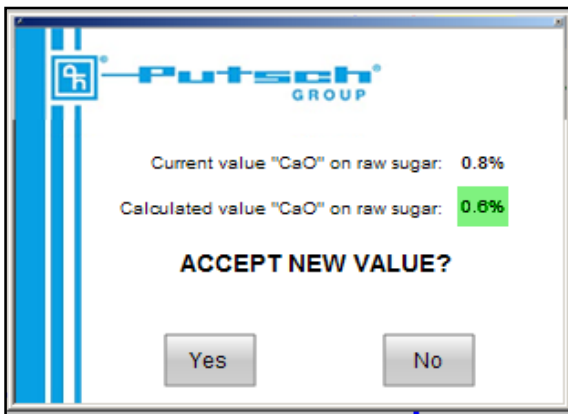 Putsch®
GROUP
Current value "CaO" on raw sugar: 0.8%
Calculated value "CaO" on raw sugar: 0.6%
ACCEPT NEW VALUE?
Yes No